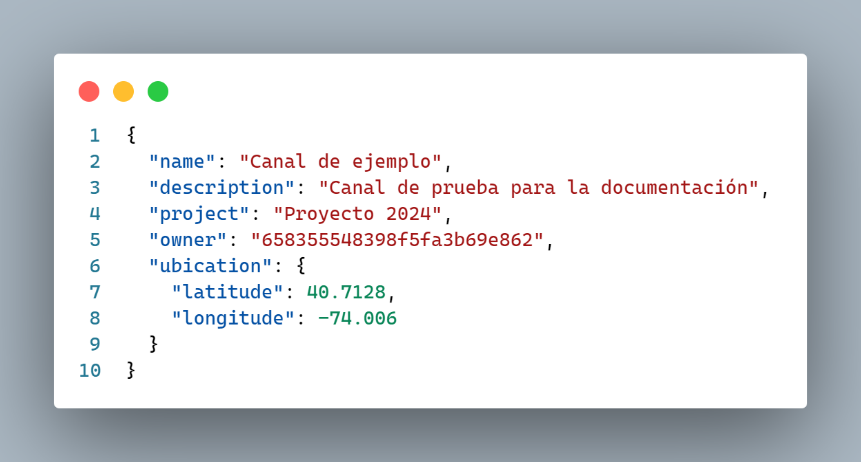 1 {
2 "name": "Canal de ejemplo",
3 "description": "Canal de prueba para la documentación",
4 "project": "Proyecto 2024",
5 "owner": "658355548398f5fa3b69e862",
6 "ubication": {
7 "latitude": 40.7128,
8 "longitude": -74.006
9 }
10 }